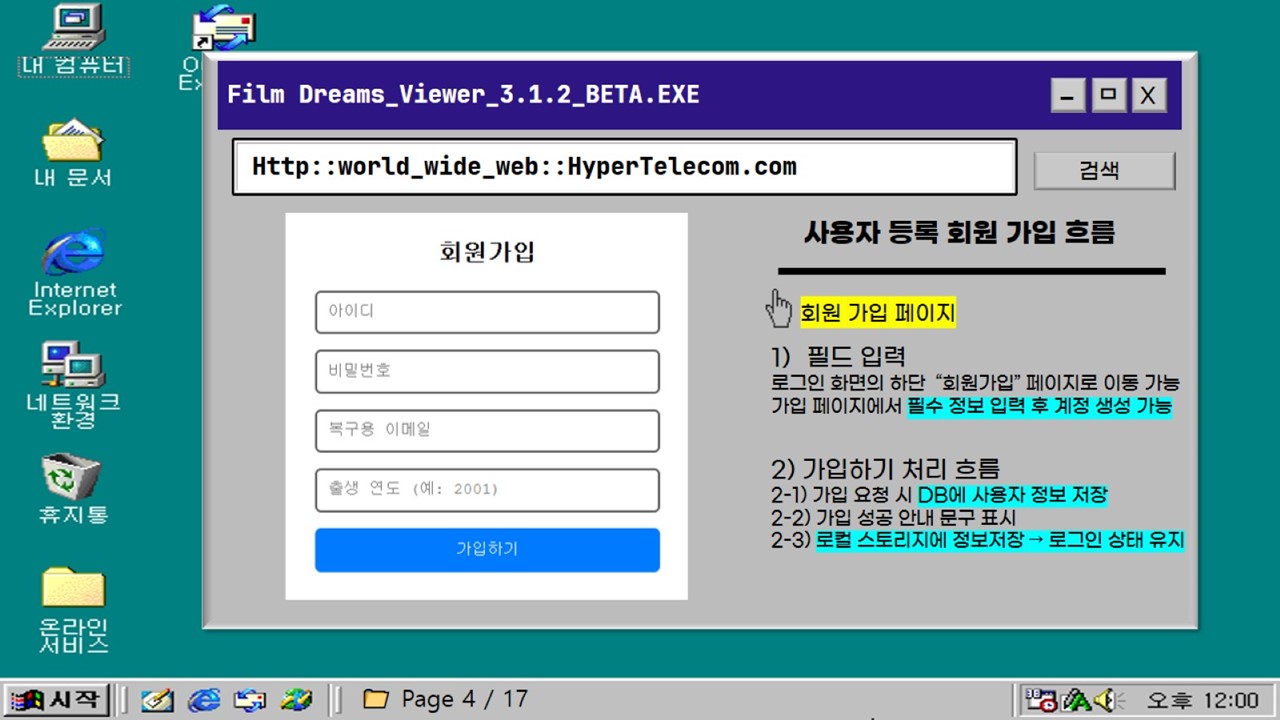 내 컴퓨터
O
Ex
내 문서
Internet
Explorer
네트워크
환경
휴지통
온라인
서비스
Film Dreams_Viewer_3.1.2_BETA.EXE
X
Http::world_wide_web::HyperTelecom.com
검색
회원가입
아이디
비밀번호
복구용 이메일
출생 연도 (예: 2001)
가입하기
사용자 등록 회원 가입 흐름
회원 가입 페이지
1) 필드 입력
로그인 화면의 하단 “회원가입” 페이지로 이동 가능
가입 페이지에서 필수 정보 입력 후 계정 생성 가능
2) 가입하기 처리 흐름
2-1) 가입 요청 시 DB에 사용자 정보 저장
2-2) 가입 성공 안내 문구 표시
2-3) 로컬 스토리지에 정보저장 → 로그인 상태 유지
시작
Page 4 / 17
오후 12:00